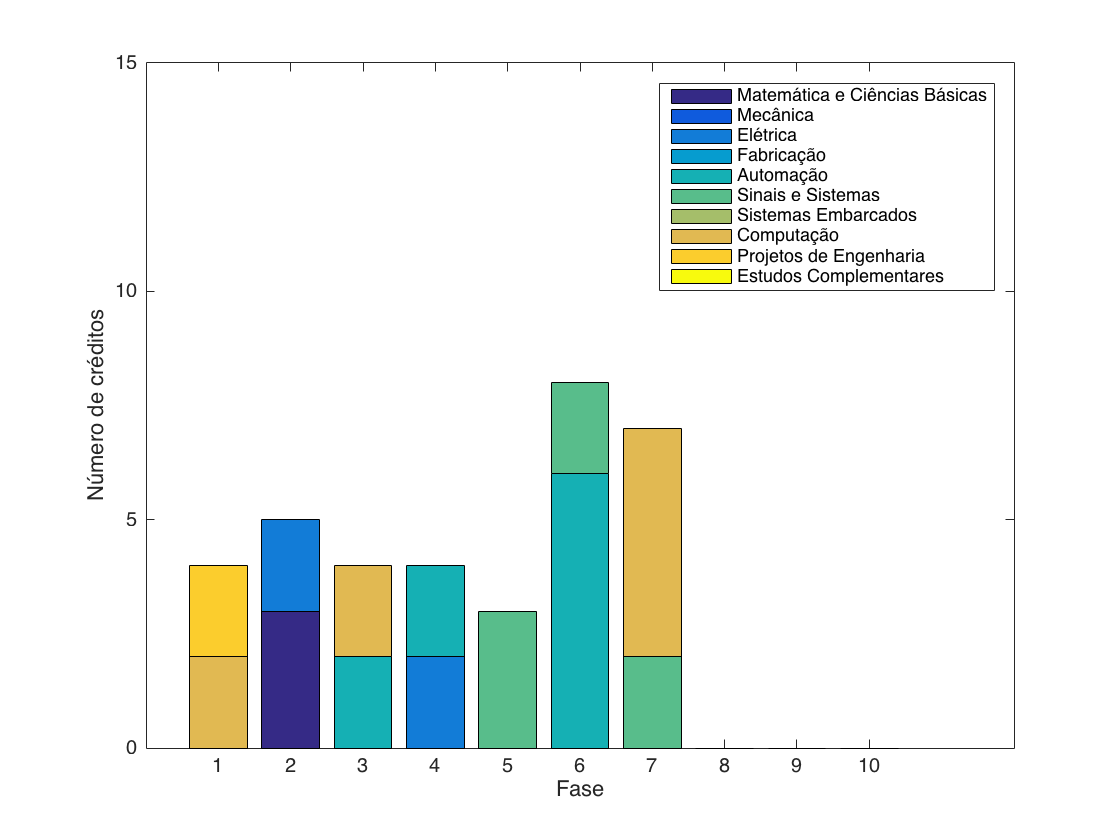 15
10
5
0
Número de créditos
Matemática e Ciências Básicas
Mecânica
Elétrica
Fabricação
Automação
Sinais e Sistemas
Sistemas Embarcados
Computação
Projetos de Engenharia
Estudos Complementares
1 2 3 4 5 6 7 8 9 10
Fase